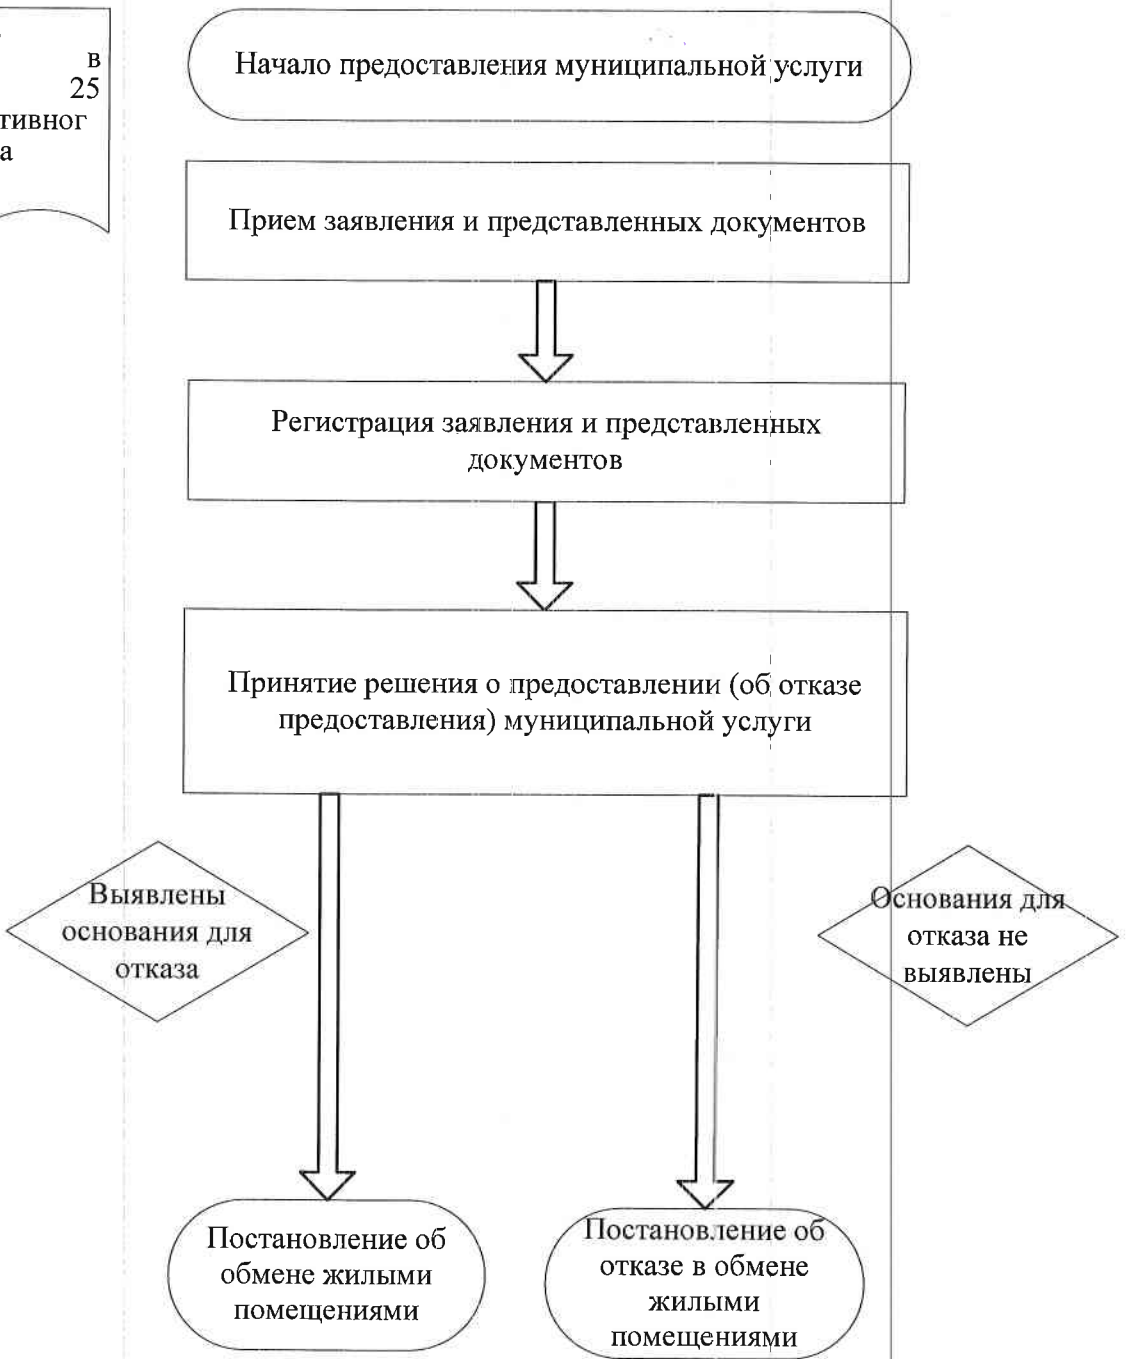 в
25
тивног
а
Начало предоставления муниципальной услуги
Прием заявления и представленных документов
Регистрация заявления и представленных
документов
Принятие решения о предоставлении (об отказе
предоставления) муниципальной услуги
Выявлены
основания для
отказа
Основания для
отказа не
выявлены
Постановление об
обмене жилыми
помещениями
Постановление об
отказе в обмене
жилыми
помещениями